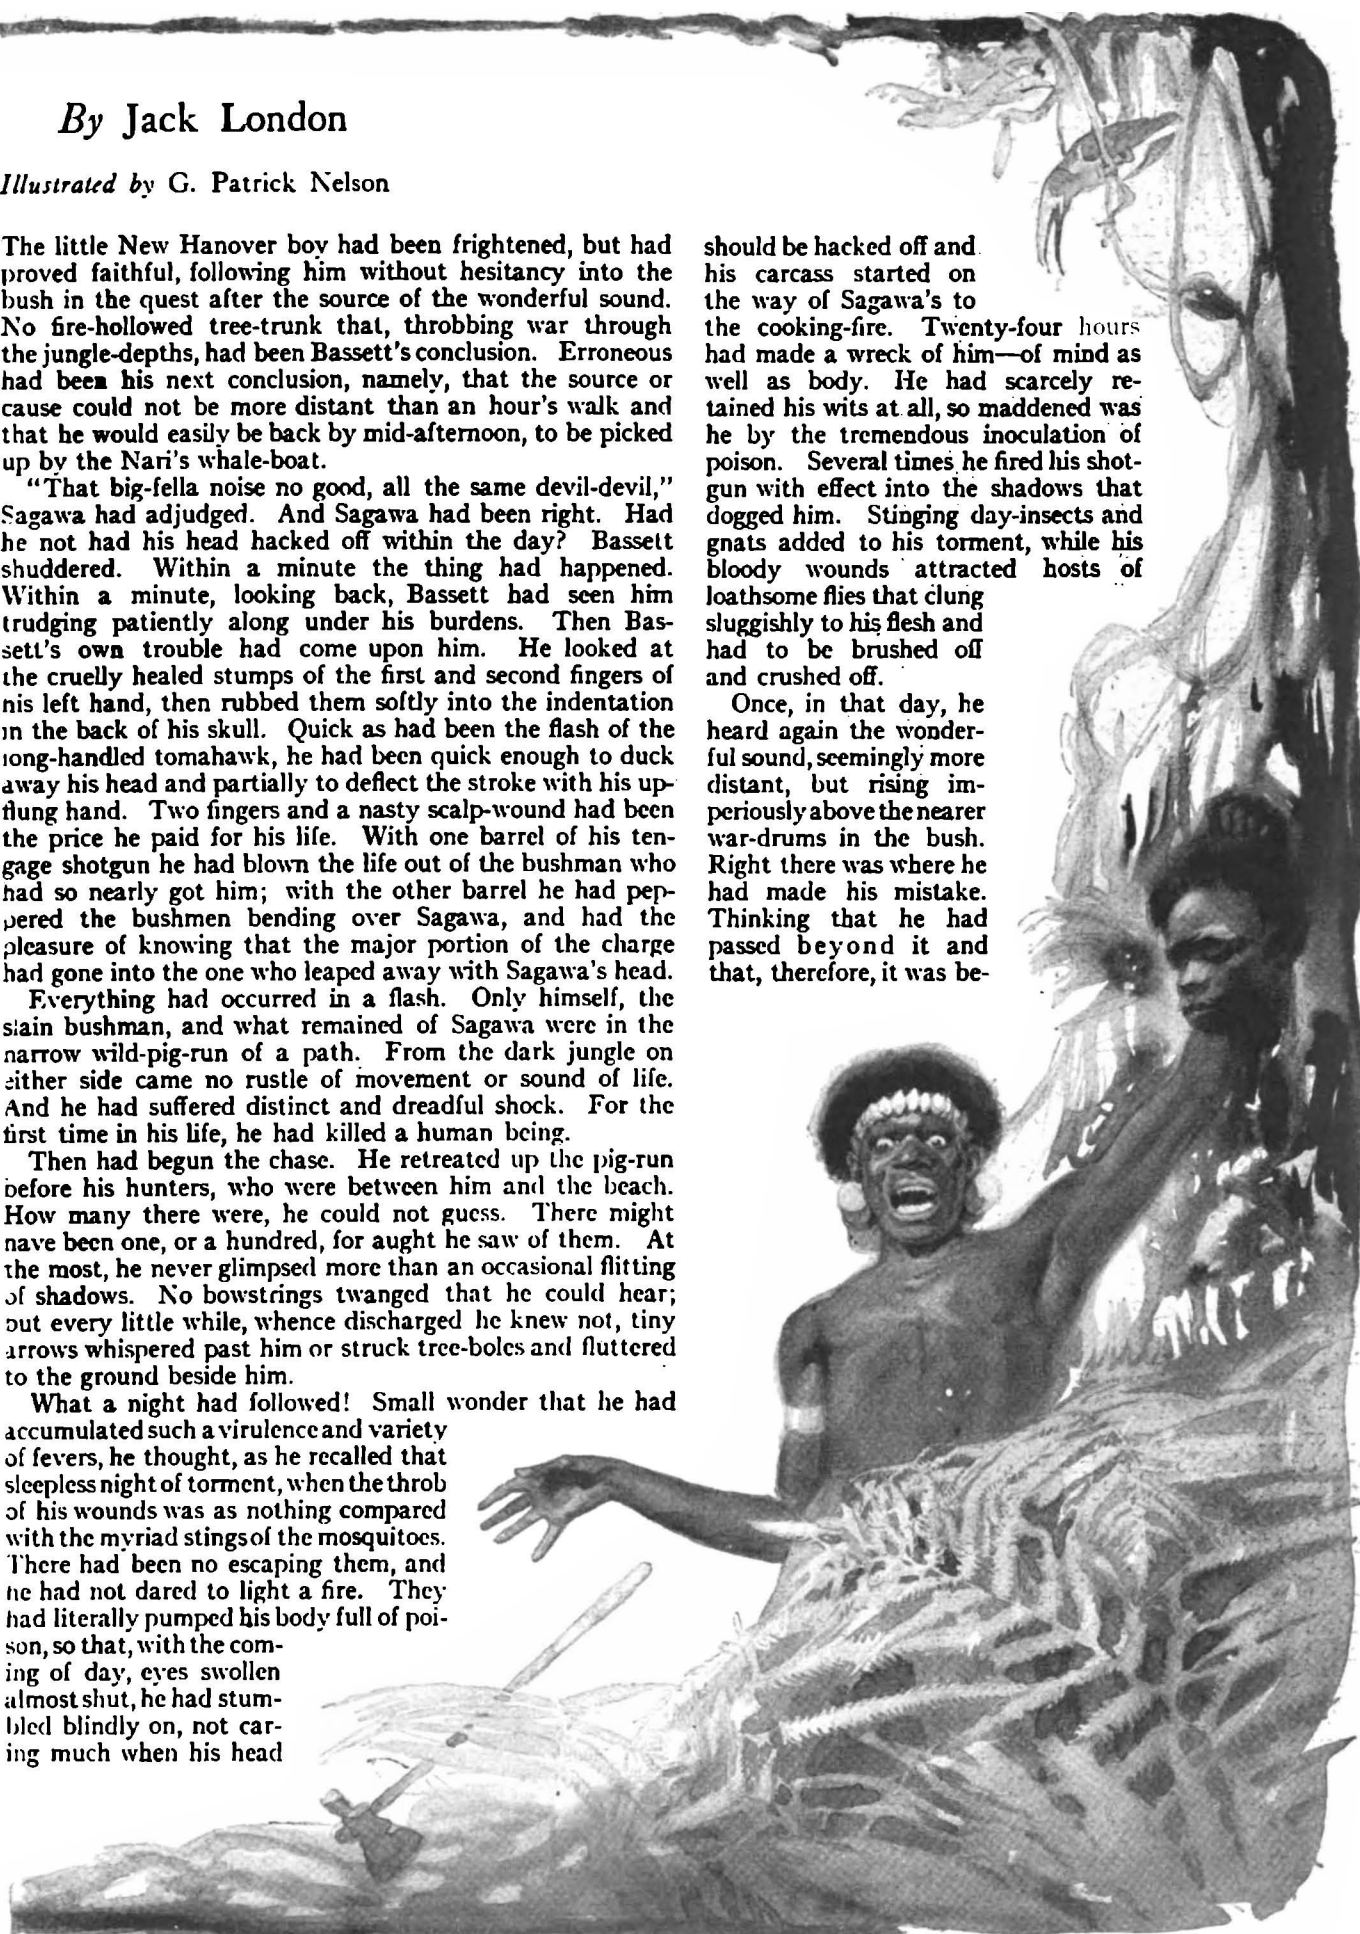 By Jack London
Illustrated by G. Patrick Nelson
The little New Hanover boy had been frightened, but had
proved faithful, following him without hesitancy into the
bush in the quest after the source of the wonderful sound.
No fire-hollowed tree-trunk that, throbbing war through
the jungle-depths, had been Bassett's conclusion. Erroneous
had been his next conclusion, namely, that the source or
cause could not be more distant than an hour's walk and
that he would easily be back by mid-afternoon, to be picked
up by the Nari's whale-boat.
"That big-fella noise no good, all the same devil-devil,"
Sagawa had adjudged. And Sagawa had been right. Had
he not had his head hacked off within the day? Bassett
shuddered. Within a minute the thing had happened.
Within a minute, looking back, Bassett had seen him
trudging patiently along under his burdens. Then Bas-
sett's own trouble had come upon him. He looked at
the cruelly healed stumps of the first and second fingers of
his left hand, then rubbed them softly into the indentation
in the back of his skull. Quick as had been the flash of the
long-handled tomahawk, he had been quick enough to duck
away his head and partially to deflect the stroke with his up-
flung hand. Two fingers and a nasty scalp-wound had been
the price he paid for his life. With one barrel of his ten-
gage shotgun he had blown the life out of the bushman who
had so nearly got him; with the other barrel he had pep-
pered the bushmen bending over Sagawa, and had the
pleasure of knowing that the major portion of the charge
had gone into the one who leaped away with Sagawa's head.
Everything had occurred in a flash. Only himself, the
slain bushman, and what remained of Sagawa were in the
narrow wild-pig-run of a path. From the dark jungle on
either side came no rustle of movement or sound of life.
And he had suffered distinct and dreadful shock. For the
first time in his life, he had killed a human being.
Then had begun the chase. He retreated up the pig-run
before his hunters, who were between him and the beach.
How many there were, he could not guess. There might
have been one, or a hundred, for aught he saw of them. At
the most, he never glimpsed more than an occasional flitting
of shadows. No bowstrings twanged that he could hear;
but every little while, whence discharged he knew not, tiny
arrows whispered past him or struck tree-boles and fluttered
to the ground beside him.
What a night had followed! Small wonder that he had
accumulated such a virulence and variety
of fevers, he thought, as he recalled that
sleepless night of torment, when the throb
of his wounds was as nothing compared
with the myriad stings of the mosquitoes.
There had been no escaping them, and
he had not dared to light a fire. They
had literally pumped his body full of poi-
son, so that, with the com-
ing of day, eyes swollen
almost shut, he had stum-
bled blindly on, not car-
ing much when his head
should be hacked off and
his carcass started on
the way of Sagawa's to
the cooking-fire. Twenty-four hours
had made a wreck of him—of mind as
well as body. He had scarcely re-
tained his wits at all, so maddened was
he by the tremendous inoculation of
poison. Several times he fired his shot-
gun with effect into the shadows that
dogged him. Stinging day-insects and
gnats added to his torment, while his
bloody wounds attracted hosts of
loathsome flies that clung
sluggishly to his flesh and
had to be brushed off
and crushed off.
Once, in that day, he
heard again the wonder-
ful sound, seemingly more
distant, but rising im-
periously above the nearer
war-drums in the bush.
Right there was where he
had made his mistake.
Thinking that he had
passed beyond it and
that, therefore, it was be-